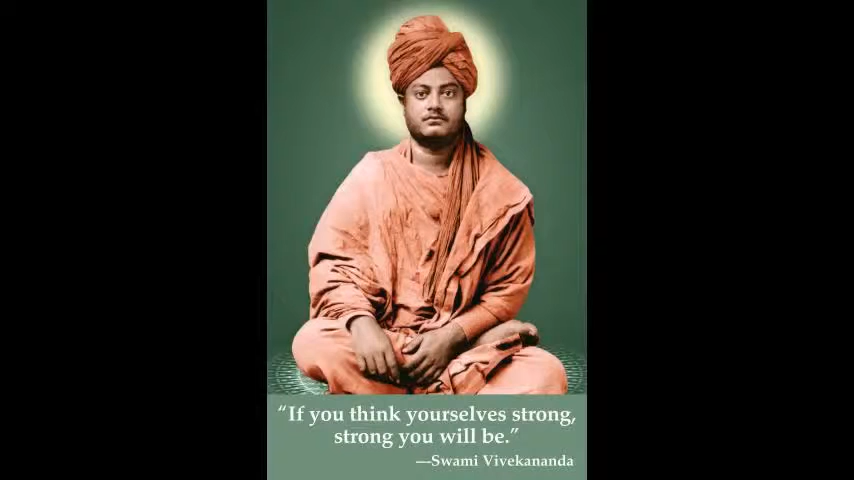 “If you think yourselves strong,
strong you will be.”
—Swami Vivekananda